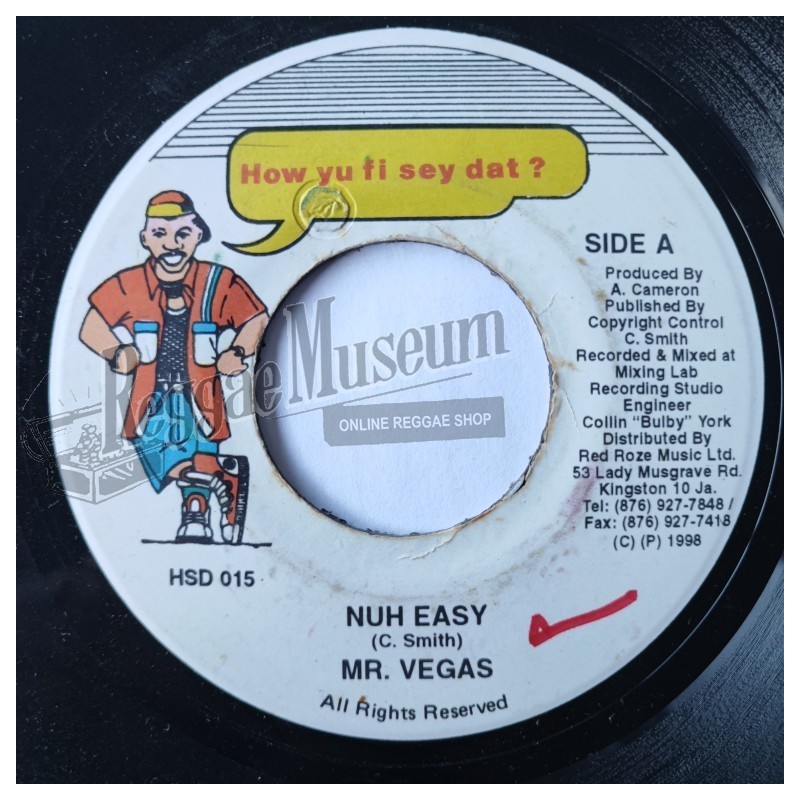 How yu fi sey dat ?
SIDE A
Produced By
A. Cameron
Published By
Copyright Control
C. Smith
Recorded & Mixed at
Mixing Lab
Recording Studio
Engineer
Collin "Bulby" York
Distributed By
Red Roze Music Ltd.
53 Lady Musgrave Rd.
Kingston 10 Ja.
Tel: (876) 927-7848 /
Fax: (876) 927-7418
(C) (P) 1998
Reggae Museum
ONLINE REGGAE SHOP
HSD 015
NUH EASY
(C. Smith)
MR. VEGAS
All Rights Reserved